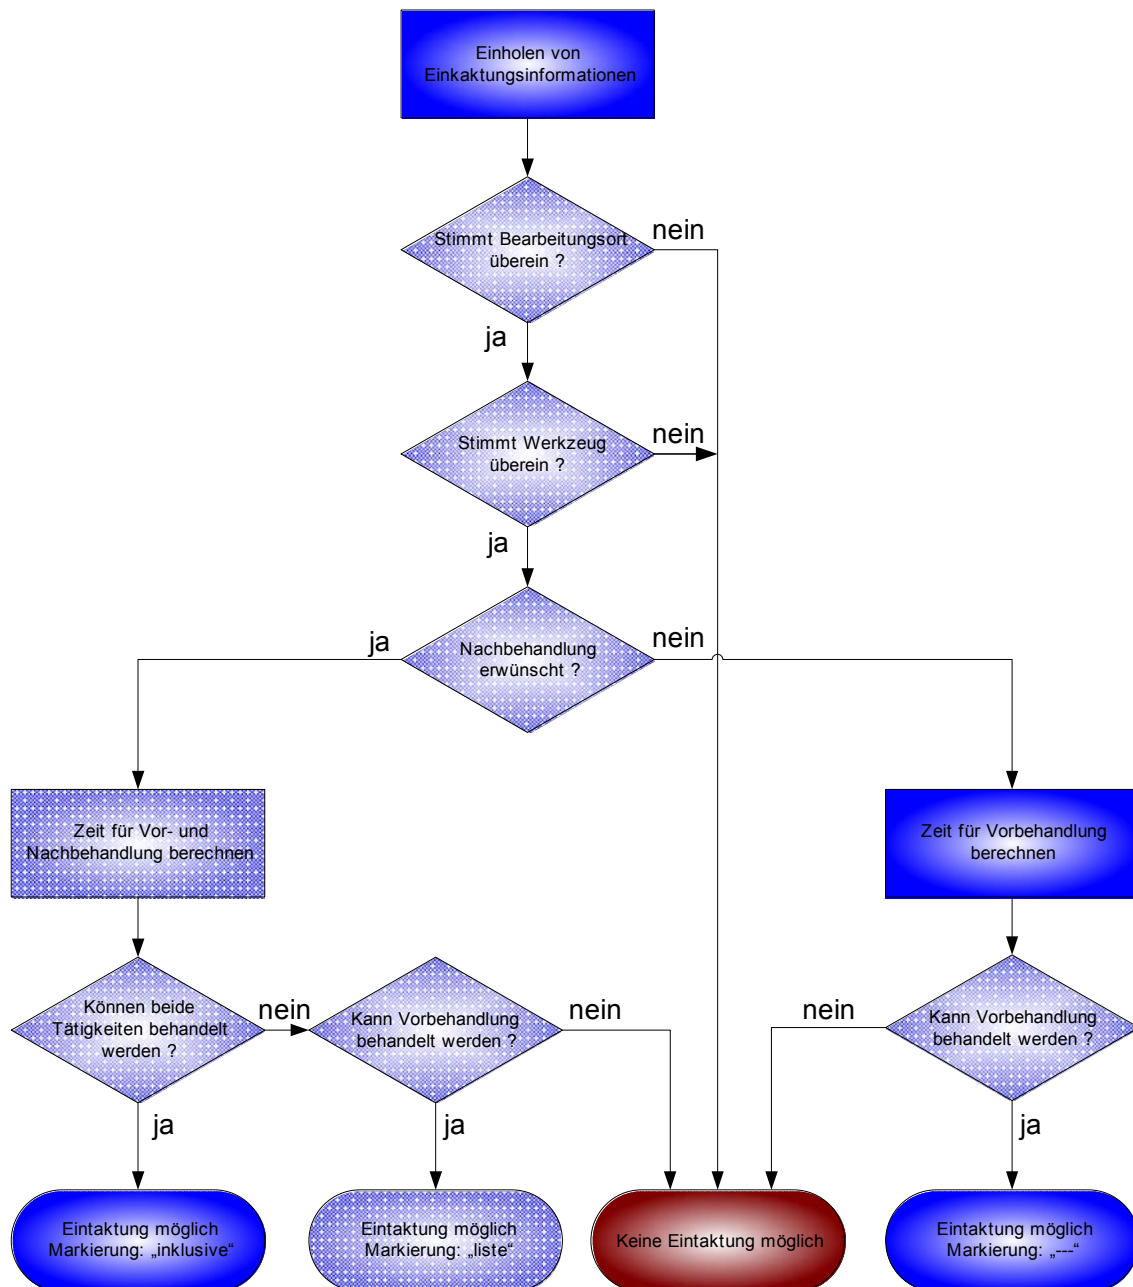 Einholen von
Einkaktungsinformationen
Stimmt Bearbeitungsort
überein ?
nein
ja
Stimmt Werkzeug
überein ?
nein
ja
Nachbehandlung
erwünscht ?
ja
nein
Zeit für Vor- und
Nachbehandlung berechnen
Zeit für Vorbehandlung
berechnen
Können beide
Tätigkeiten behandelt
werden ?
nein
Kann Vorbehandlung
behandelt werden ?
nein
nein
Kann Vorbehandlung
behandelt werden ?
ja
ja
ja
Eintaktung möglich
Markierung: „inklusive“
Eintaktung möglich
Markierung: „liste“
Keine Eintaktung möglich
Eintaktung möglich
Markierung: „---“